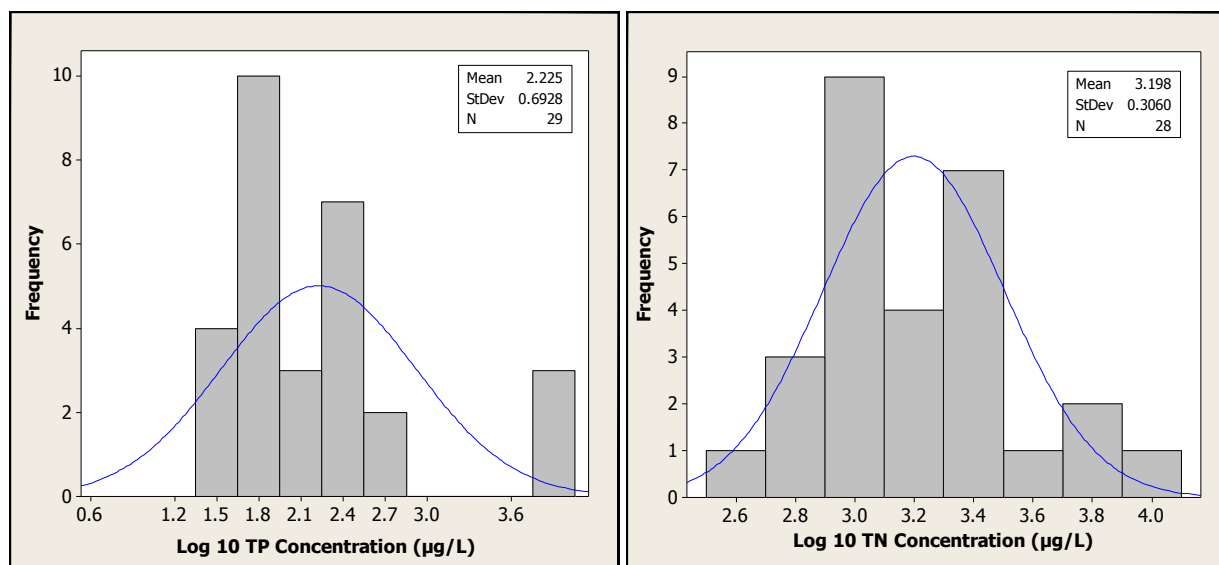 Mean 2.225
StDev 0.6928
N 29
10
8
6
4
2
0
Frequency
0.6 1.2 1.5 1.8 2.1 2.4 2.7 3.0 3.6
Log 10 TP Concentration (µg/L)
Mean 3.198
StDev 0.3060
N 28
9
8
7
6
5
4
3
2
1
0
Frequency
2.6 2.8 3.0 3.2 3.4 3.6 3.8 4.0
Log 10 TN Concentration (µg/L)